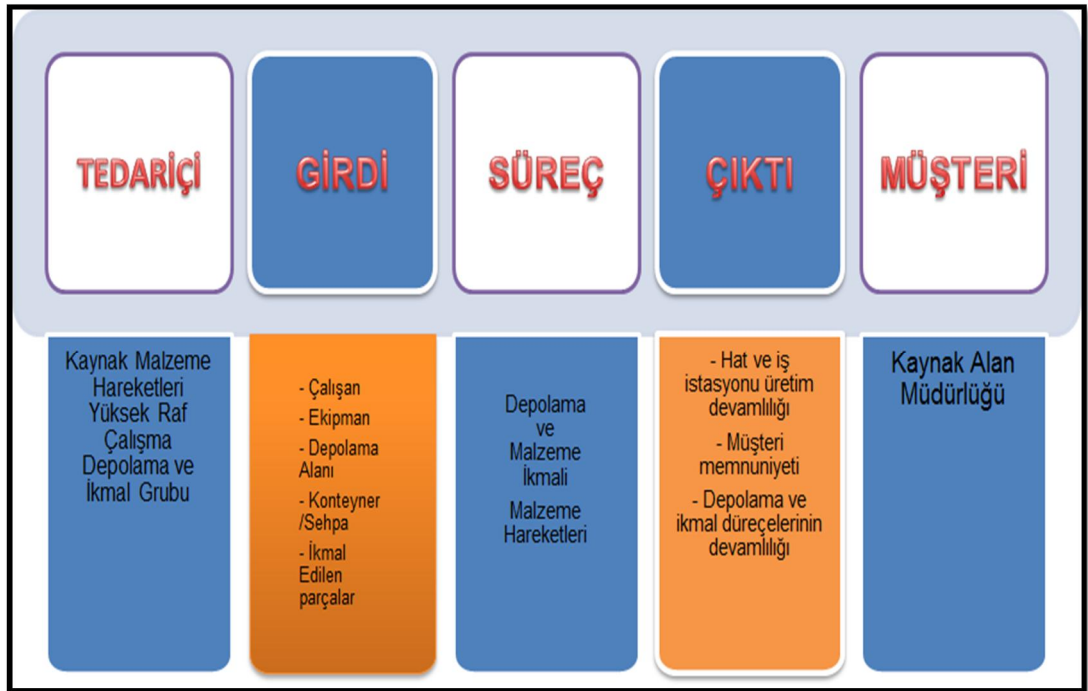 TEDARİÇİ
GİRDİ
SÜREÇ
ÇIKTI
MÜŞTERİ
Kaynak Malzeme
Hareketleri
Yüksek Raf
Çalışma
Depolama ve
İkmal Grubu
- Çalışan
- Ekipman
- Depolama
Alanı
- Konteyner
/Sehpa
- İkmal
Edilen
parçalar
Depolama
ve
Malzeme
İkmali
Malzeme
Hareketleri
- Hat ve iş
istasyonu üretim
devamlılığı
- Müşteri
memnuniyeti
- Depolama ve
ikmal düreçelerinin
devamlılığı
Kaynak Alan
Müdürlüğü